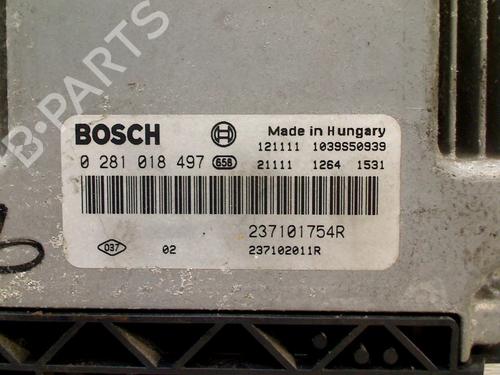 B-PARTS
BOSCH
Made in Hungary
121111 1039S50939
0 281 018 497 658 21111 1264 1531
237101754R
037 02 237102011R